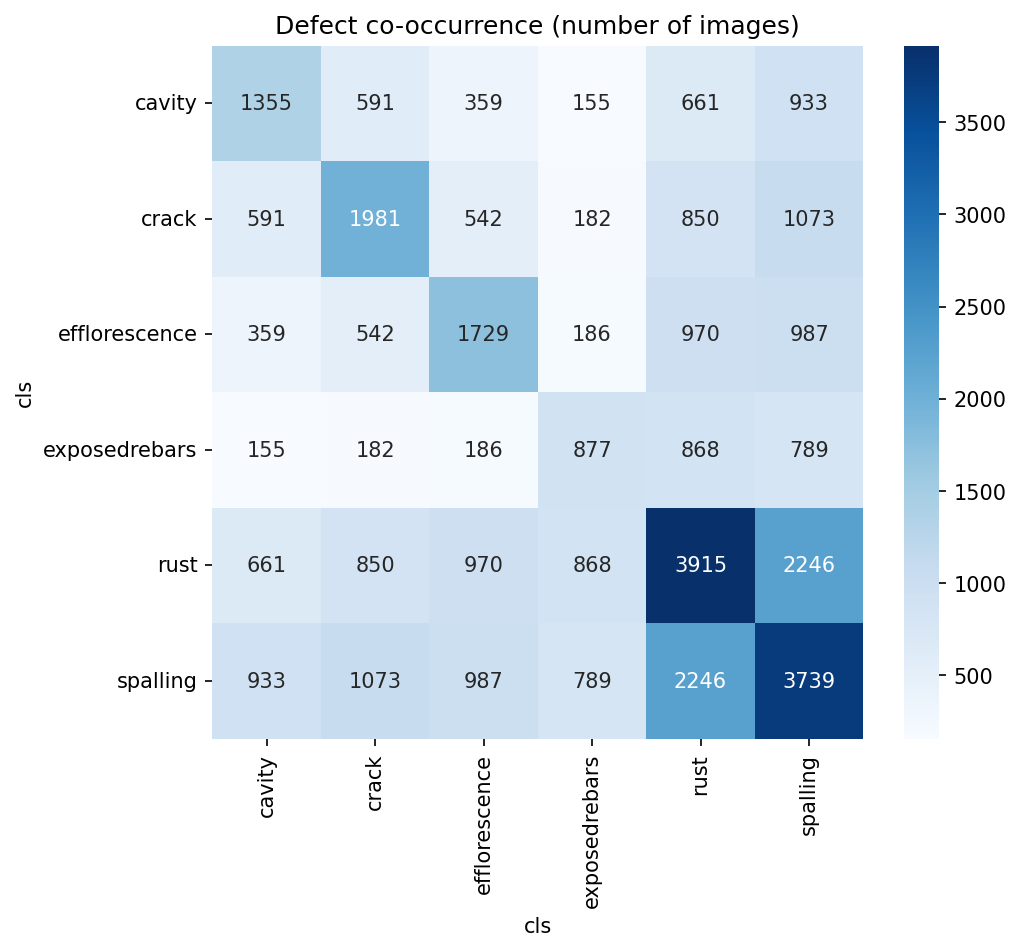 Defect co-occurrence (number of images)
cavity 1355 591 359 155 661 933
crack 591 1981 542 182 850 1073
efflorescence 359 542 1729 186 970 987
exposedrebars 155 182 186 877 868 789
rust 661 850 970 868 3915 2246
spalling 933 1073 987 789 2246 3739
cls
cavity crack efflorescence exposedrebars rust spalling
cls
3500
3000
2500
2000
1500
1000
500